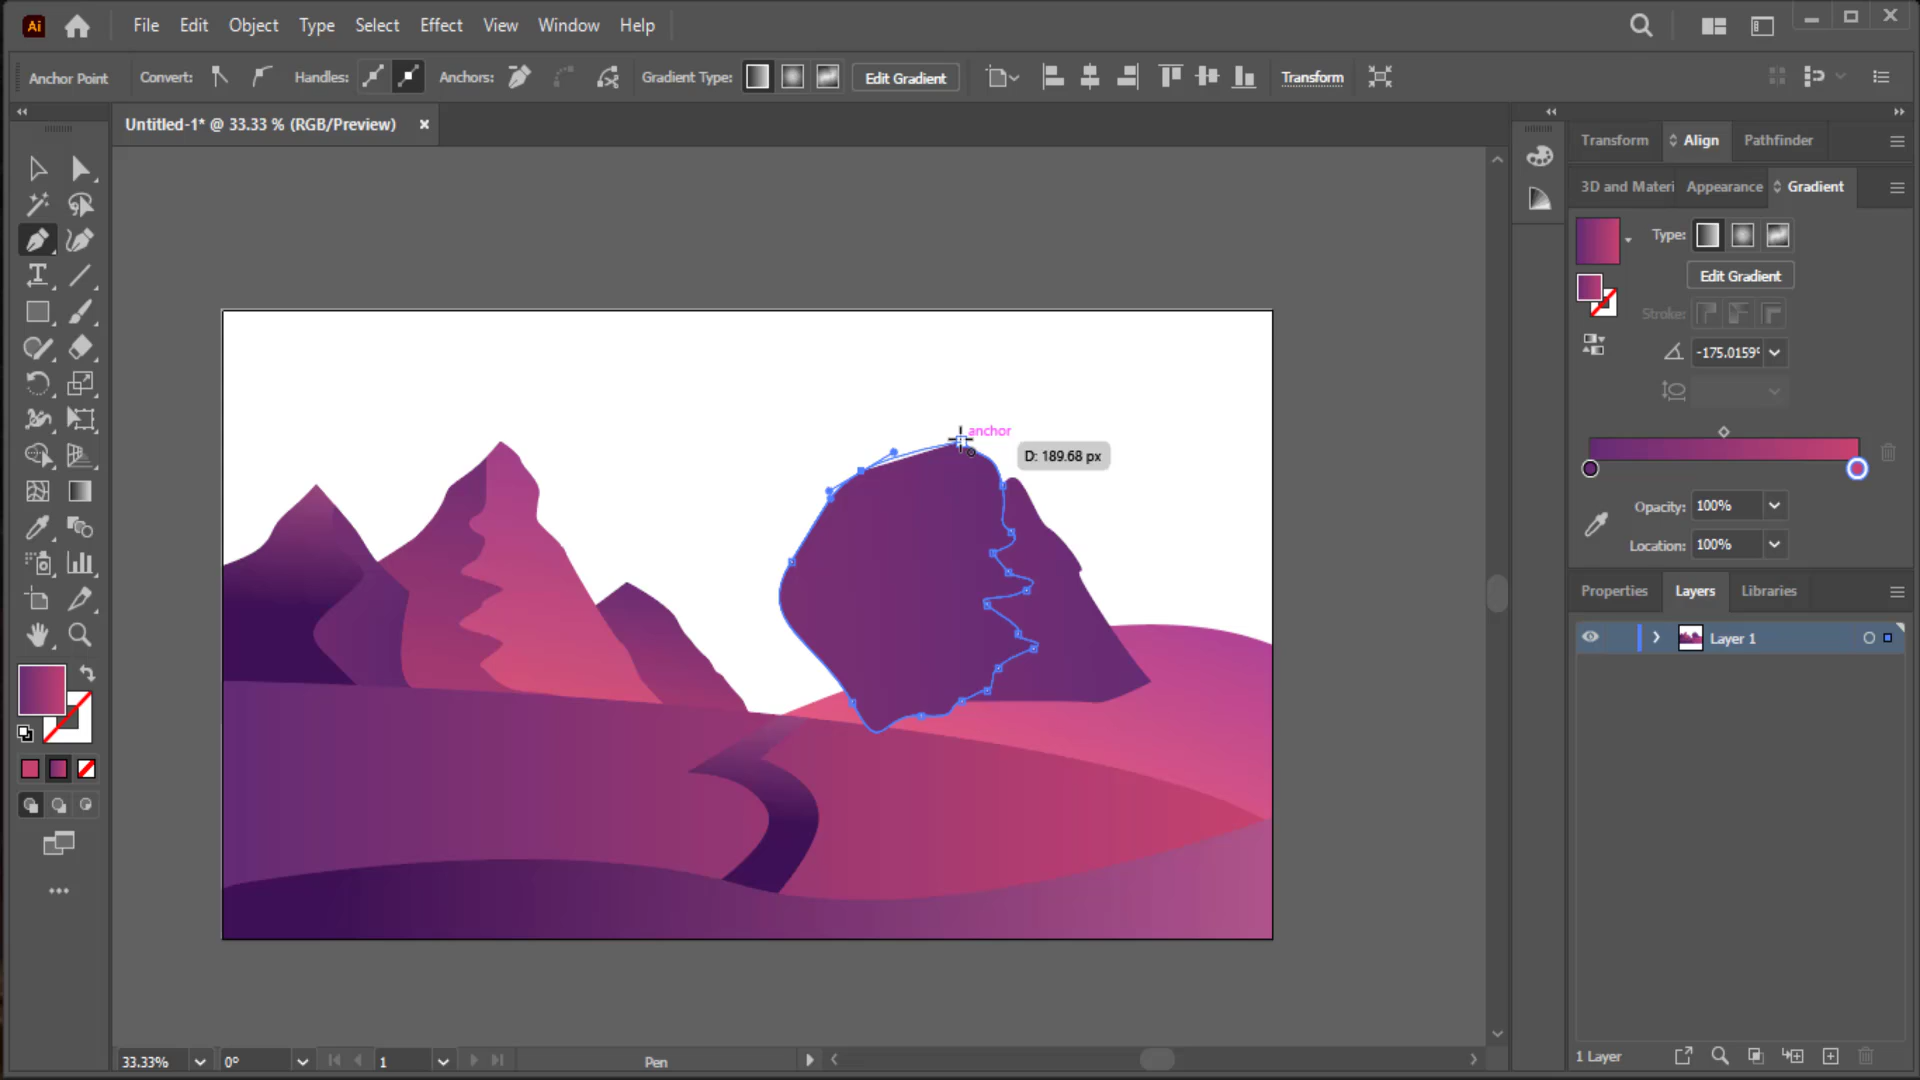 Ai File Edit Object Type Select Effect View Window Help
Anchor Point Convert: Handles: Anchors: Gradient Type: Edit Gradient Transform
Untitled-1* @ 33.33 % (RGB/Preview) ×
Transform Align Pathfinder
3D and Materi Appearance Gradient
Type:
Edit Gradient
Stroke:
-175.0159°
anchor
D: 189.68 px
Opacity: 100%
Location: 100%
Properties Layers Libraries
Layer 1
1 Layer
33.33% 0° 1 Pen